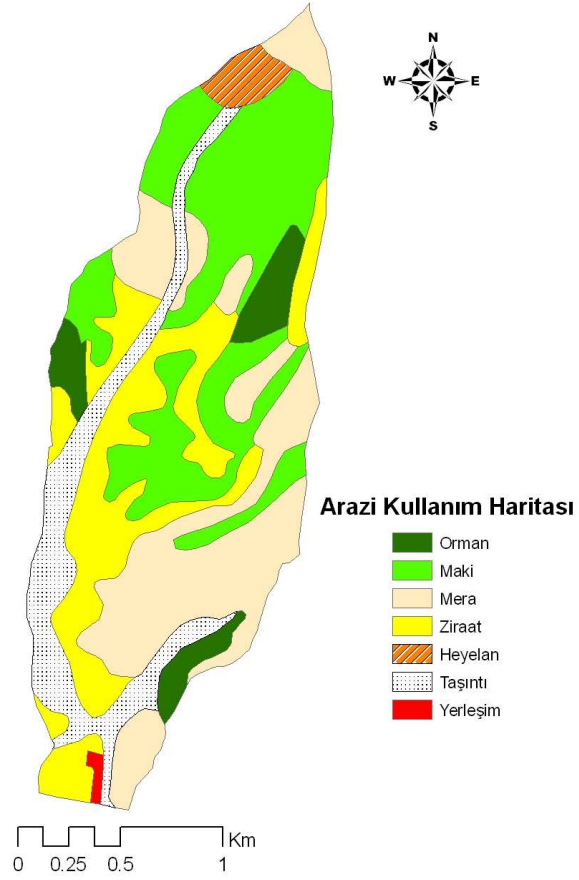 N
W E
S
Arazi Kullanım Haritası
Orman
Maki
Mera
Ziraat
Heyelan
Taşıntı
Yerleşim
Km
0 0.25 0.5 1